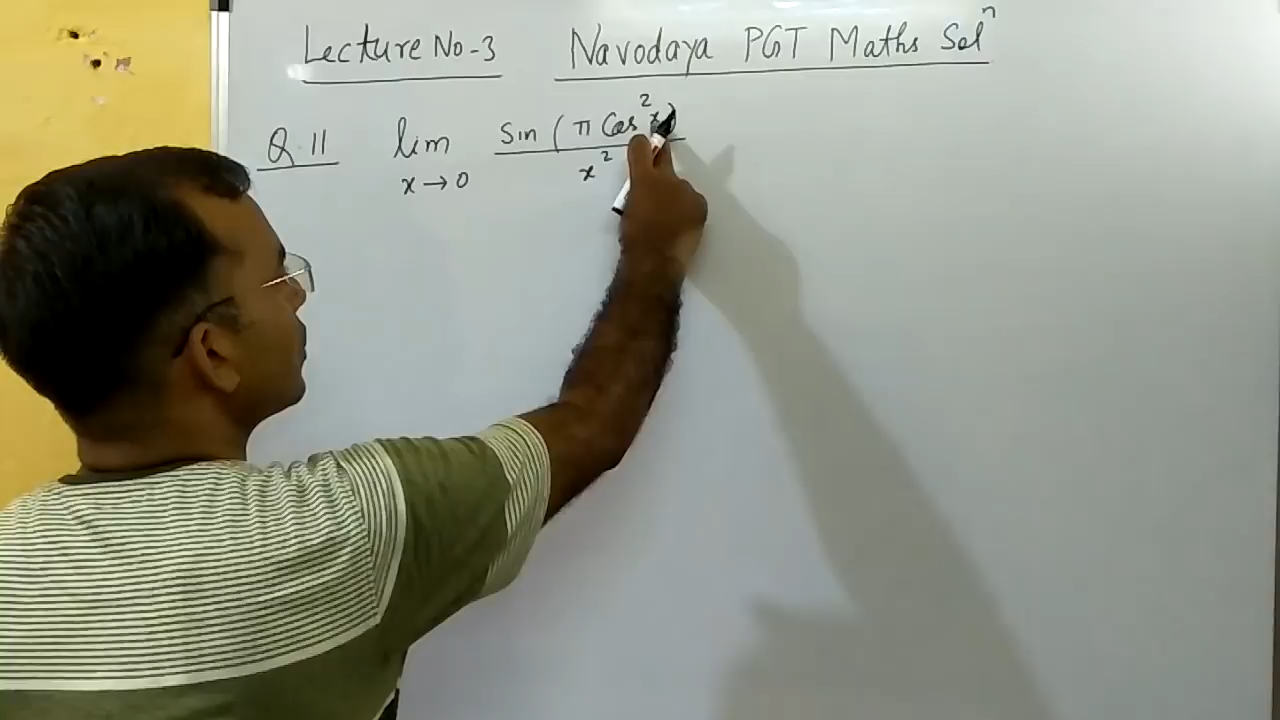 Lecture No-3 Navodaya PGT Maths Solⁿ
Q.11 lim x→0 sin (π Cos² x) / x²